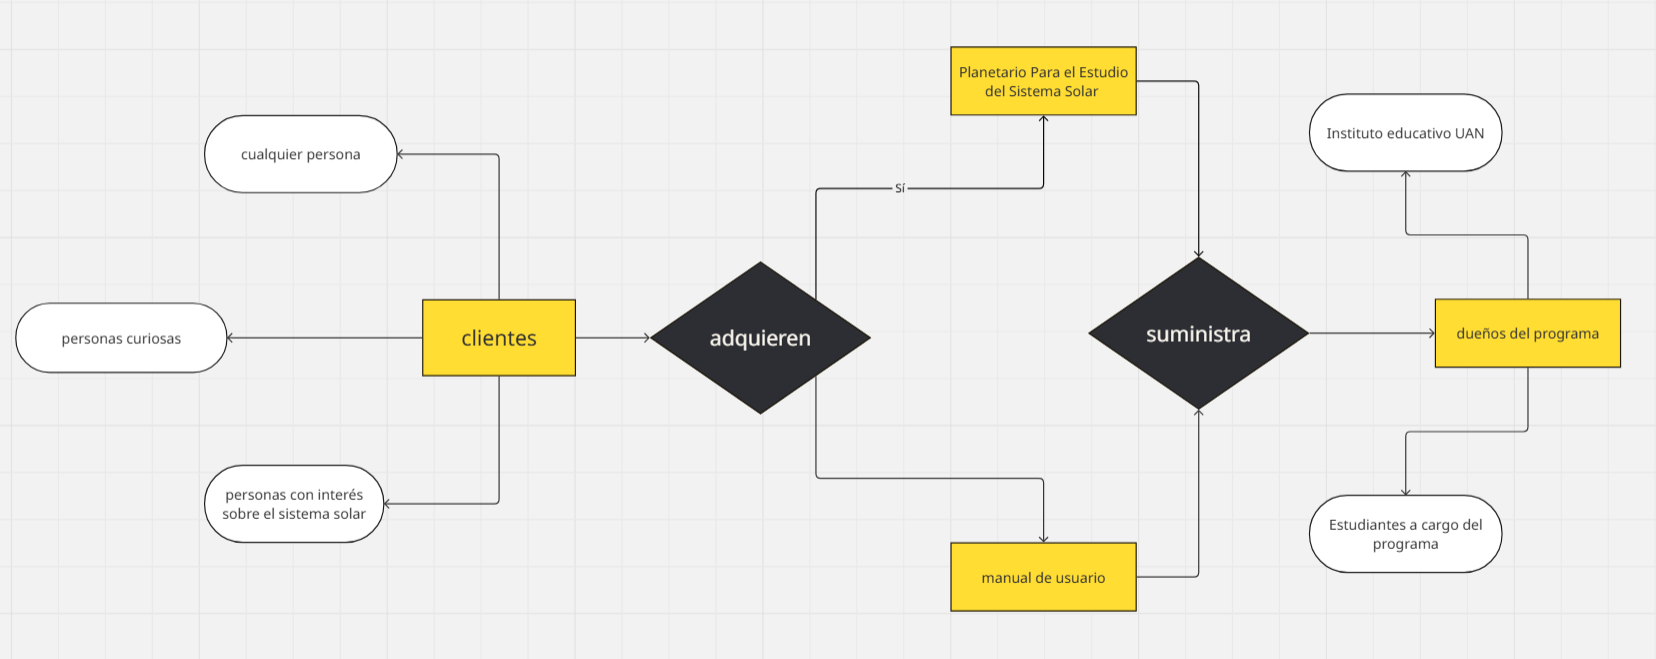 Planetario Para el Estudio
del Sistema Solar
Instituto educativo UAN
cualquier persona
Sí
personas curiosas
clientes
adquieren
suministra
dueños del programa
personas con interés
sobre el sistema solar
Estudiantes a cargo del
programa
manual de usuario